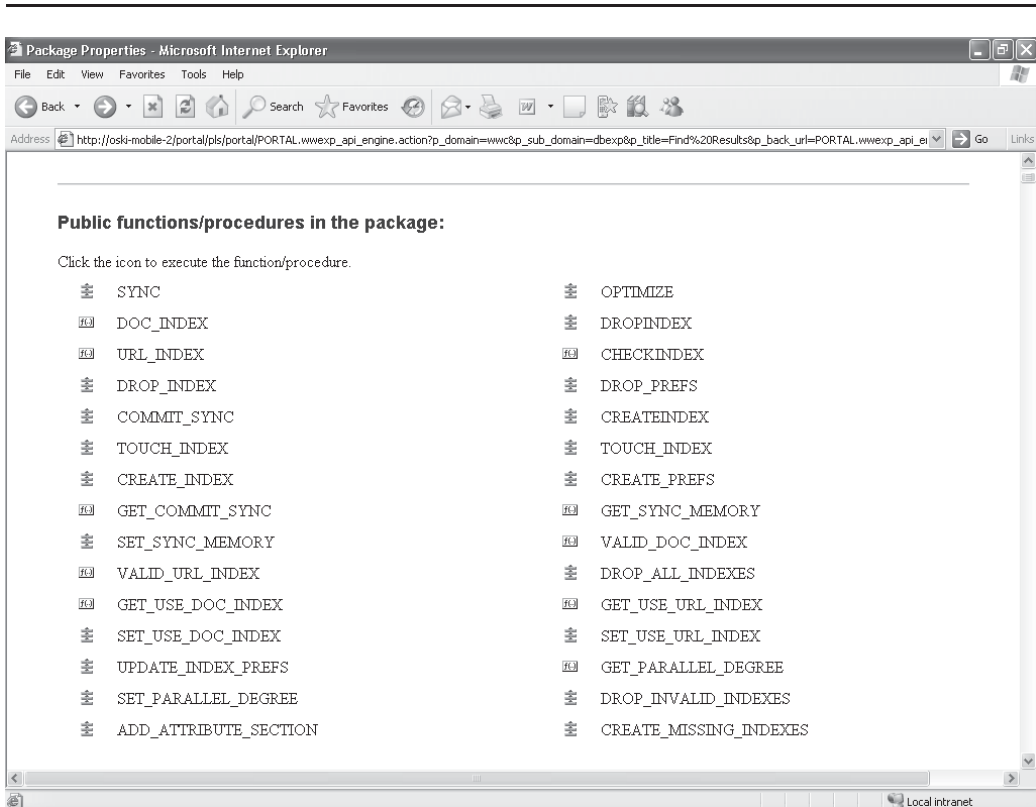 Package Properties - Microsoft Internet Explorer
File Edit View Favorites Tools Help
Back Search Favorites
Address http://oski-mobile-2/portal/pls/portal/PORTAL.wwexp_api_engine.action?p_domain=wwc&p_sub_domain=dbexp&p_title=Find%20Results&p_back_url=PORTAL.wwexp_api_ei Go Links
Public functions/procedures in the package:
Click the icon to execute the function/procedure.
SYNC OPTIMIZE
f(.) DOC_INDEX DROPINDEX
f(.) URL_INDEX f(.) CHECKINDEX
DROP_INDEX DROP_PREFS
COMMIT_SYNC CREATEINDEX
TOUCH_INDEX TOUCH_INDEX
CREATE_INDEX CREATE_PREFS
f(.) GET_COMMIT_SYNC f(.) GET_SYNC_MEMORY
SET_SYNC_MEMORY f(.) VALID_DOC_INDEX
f(.) VALID_URL_INDEX DROP_ALL_INDEXES
f(.) GET_USE_DOC_INDEX f(.) GET_USE_URL_INDEX
SET_USE_DOC_INDEX SET_USE_URL_INDEX
UPDATE_INDEX_PREFS f(.) GET_PARALLEL_DEGREE
SET_PARALLEL_DEGREE DROP_INVALID_INDEXES
ADD_ATTRIBUTE_SECTION CREATE_MISSING_INDEXES
Local intranet